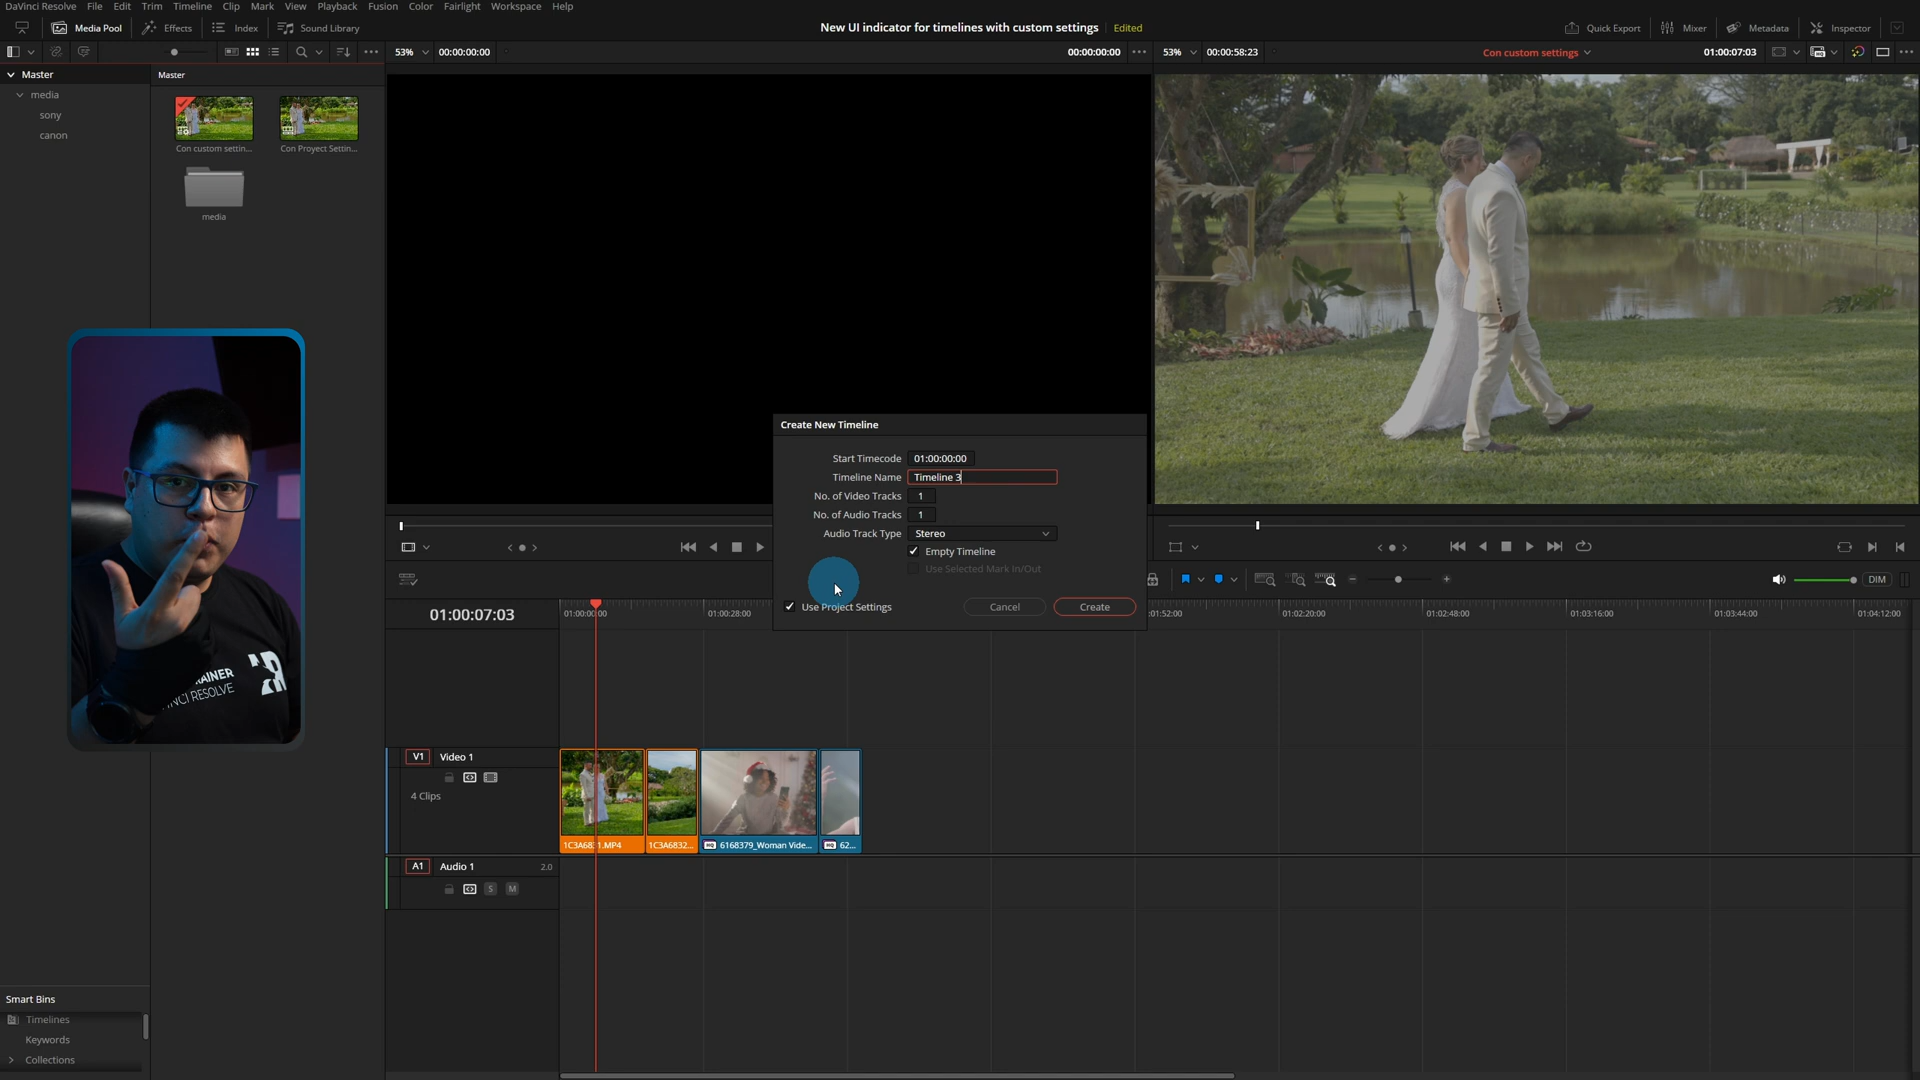 DaVinci Resolve File Edit Trim Timeline Clip Mark View Playback Fusion Color Fairlight Workspace Help
Media Pool Effects Index Sound Library
New UI indicator for timelines with custom settings Edited
Quick Export Mixer Metadata Inspector
53% 00:00:00:00 00:00:00:00
53% 00:00:58:23 Con custom settings 01:00:07:03
Master
media
sony
canon
Master
Con custom settin... Con Proyect Settin...
media
Create New Timeline
Start Timecode 01:00:00:00
Timeline Name Timeline 3
No. of Video Tracks 1
No. of Audio Tracks 1
Audio Track Type Stereo
Empty Timeline
Use Selected Mark In/Out
Use Project Settings Cancel Create
DIM
01:00:07:03
01:00:00:00 01:00:28:00 01:52:00 01:02:20:00 01:02:48:00 01:03:16:00 01:03:44:00 01:04:12:00
AINER
NCI RESOLVE
V1 Video 1
4 Clips
1C3A6831.MP4 1C3A6832... HQ 6168379_Woman Vide... HQ 62...
A1 Audio 1 2.0
S M
Smart Bins
Timelines
Keywords
Collections